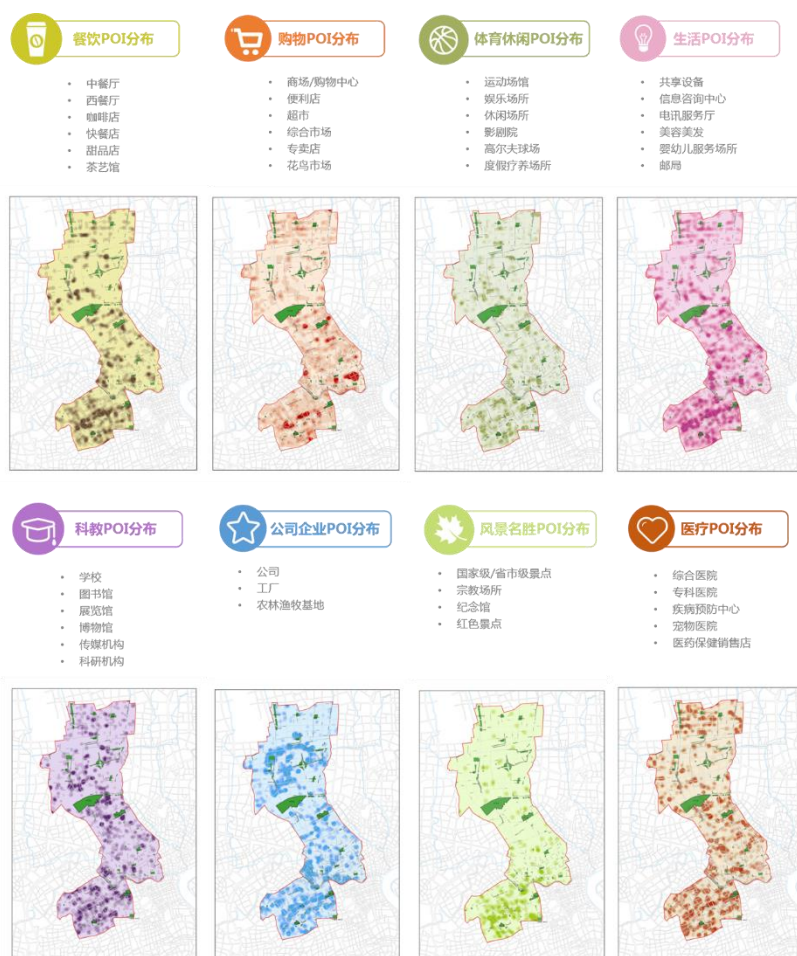 餐饮POI分布
中餐厅
西餐厅
咖啡店
快餐店
甜品店
茶艺馆
购物POI分布
商场/购物中心
便利店
超市
综合市场
专卖店
花鸟市场
体育休闲POI分布
运动场馆
娱乐场所
休闲场所
影剧院
高尔夫球场
度假疗养场所
生活POI分布
共享设备
信息咨询中心
电讯服务厅
美容美发
婴幼儿服务场所
邮局
科教POI分布
学校
图书馆
展览馆
博物馆
传媒机构
科研机构
公司企业POI分布
公司
工厂
农林渔牧基地
风景名胜POI分布
国家级/省市级景点
宗教场所
纪念馆
红色景点
医疗POI分布
综合医院
专科医院
疾病预防中心
宠物医院
医药保健销售店